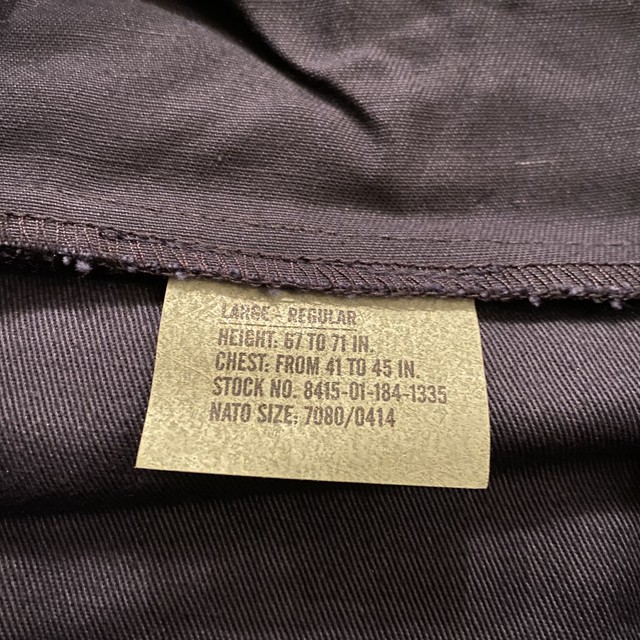 LARGE - REGULAR
HEIGHT: 67 TO 71 IN.
CHEST: FROM 41 TO 45 IN.
STOCK NO. 8415-01-184-1335
NATO SIZE: 7080/0414